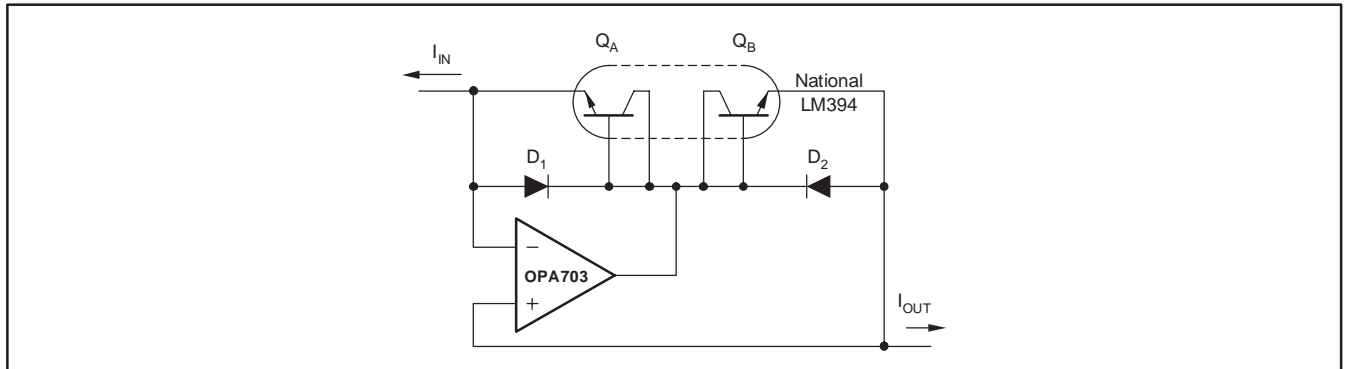 Q_A
Q_B
I_IN
National
LM394
D_1
D_2
−
OPA703
+
I_OUT